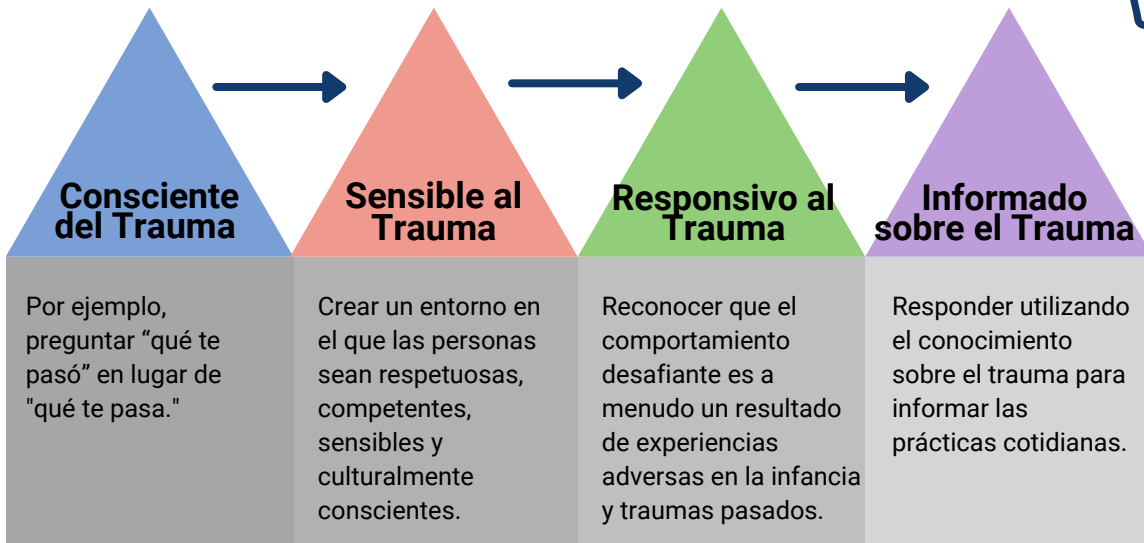 Consciente
del Trauma
Sensible al
Trauma
Responsivo al
Trauma
Informado
sobre el Trauma
Por ejemplo,
preguntar “qué te
pasó” en lugar de
"qué te pasa."
Crear un entorno en
el que las personas
sean respetuosas,
competentes,
sensibles y
culturalmente
conscientes.
Reconocer que el
comportamiento
desafiante es a
menudo un resultado
de experiencias
adversas en la infancia
y traumas pasados.
Responder utilizando
el conocimiento
sobre el trauma para
informar las
prácticas cotidianas.